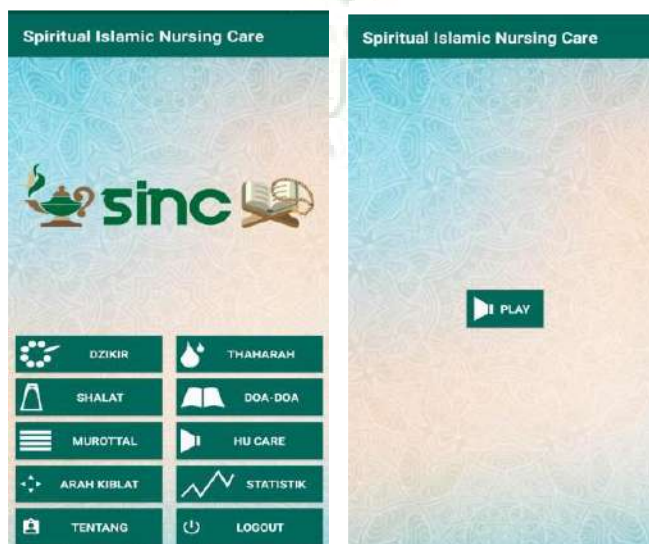 Spiritual Islamic Nursing Care
sinc
DZIKIR
THAHARAH
SHALAT
DOA-DOA
MUROTTAL
HU CARE
ARAH KIBLAT
STATISTIK
TENTANG
LOGOUT
Spiritual Islamic Nursing Care
PLAY